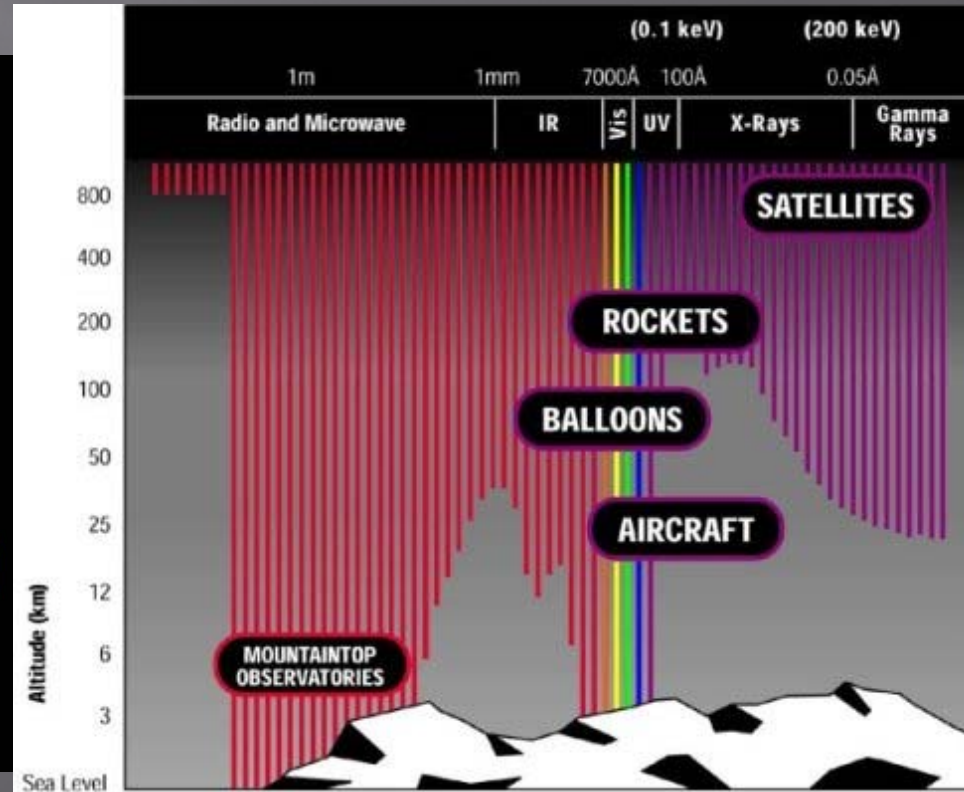 (0.1 keV) (200 keV)
1m 1mm 7000Å 100Å 0.05Å
Radio and Microwave IR Vis UV X-Rays Gamma Rays
800
SATELLITES
400
200
ROCKETS
100
BALLOONS
50
25
AIRCRAFT
12
Altitude (km)
6
MOUNTAINTOP
OBSERVATORIES
3
Sea Level